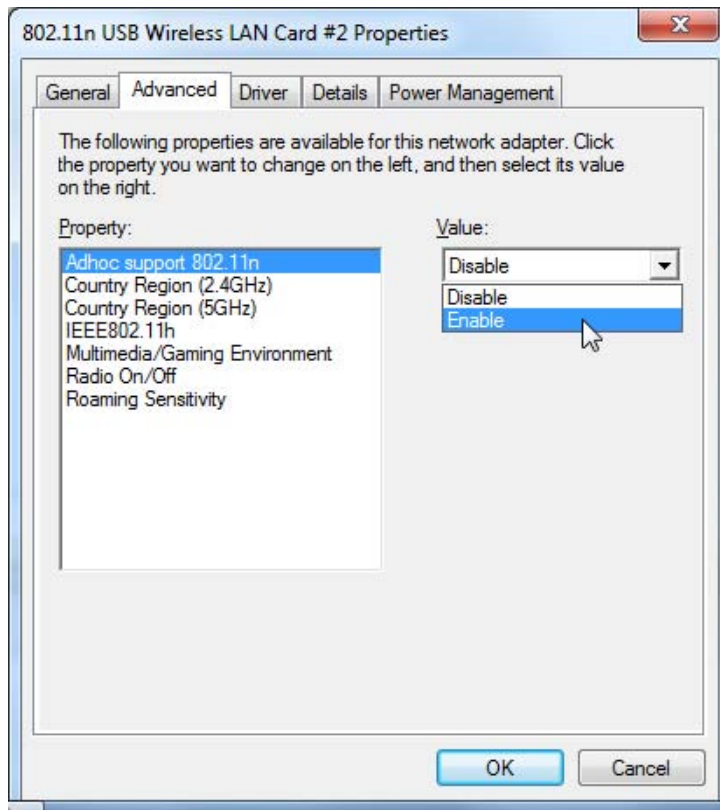 802.11n USB Wireless LAN Card #2 Properties
General Advanced Driver Details Power Management
The following properties are available for this network adapter. Click
the property you want to change on the left, and then select its value
on the right.
Property:
Value:
Adhoc support 802.11n
Country Region (2.4GHz)
Country Region (5GHz)
IEEE802.11h
Multimedia/Gaming Environment
Radio On/Off
Roaming Sensitivity
Disable
Disable
Enable
OK
Cancel